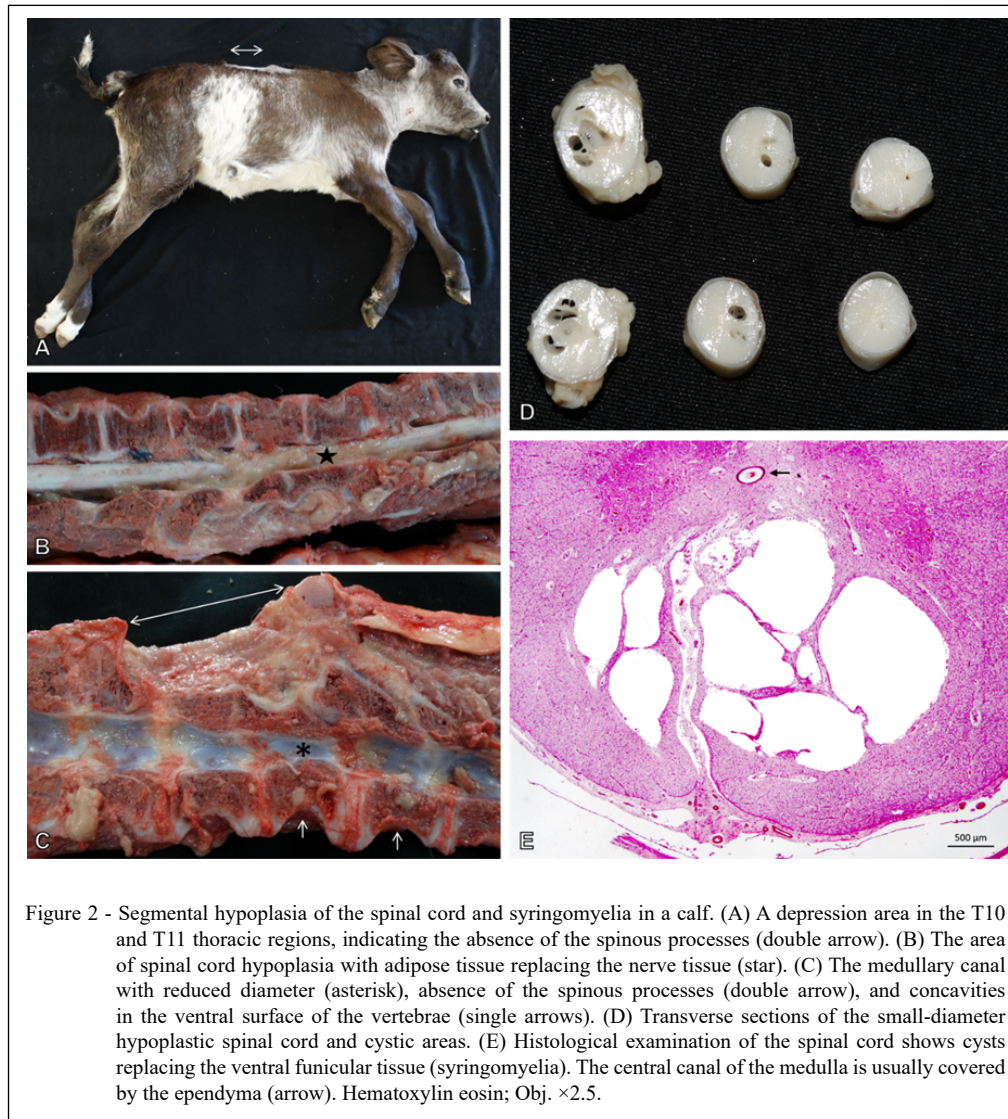 A
B
C
D
E
500 µm
Figure 2 - Segmental hypoplasia of the spinal cord and syringomyelia in a calf. (A) A depression area in the T10
and T11 thoracic regions, indicating the absence of the spinous processes (double arrow). (B) The area
of spinal cord hypoplasia with adipose tissue replacing the nerve tissue (star). (C) The medullary canal
with reduced diameter (asterisk), absence of the spinous processes (double arrow), and concavities
in the ventral surface of the vertebrae (single arrows). (D) Transverse sections of the small-diameter
hypoplastic spinal cord and cystic areas. (E) Histological examination of the spinal cord shows cysts
replacing the ventral funicular tissue (syringomyelia). The central canal of the medulla is usually covered
by the ependyma (arrow). Hematoxylin eosin; Obj. ×2.5.